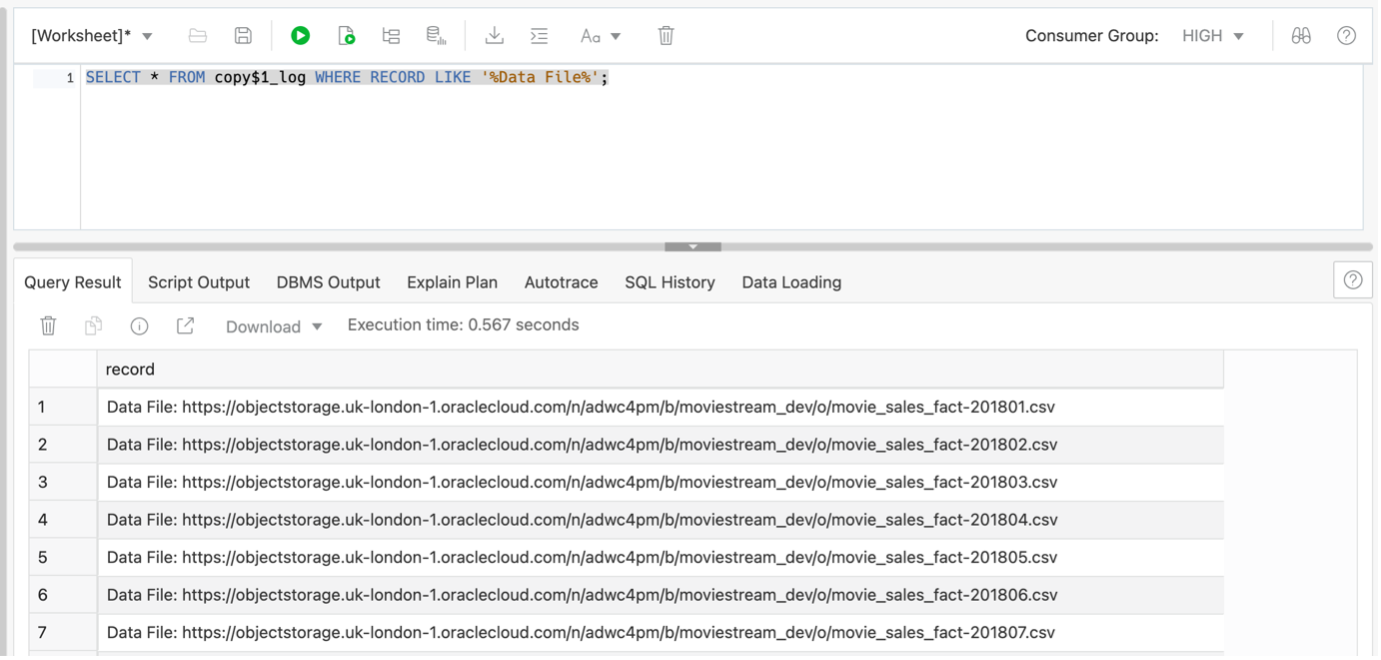 [Worksheet]* Aa Consumer Group: HIGH
1 SELECT * FROM copy$1_log WHERE RECORD LIKE '%Data File%';
Query Result Script Output DBMS Output Explain Plan Autotrace SQL History Data Loading
Download Execution time: 0.567 seconds
record
1 Data File: https://objectstorage.uk-london-1.oraclecloud.com/n/adwc4pm/b/moviestream_dev/o/movie_sales_fact-201801.csv
2 Data File: https://objectstorage.uk-london-1.oraclecloud.com/n/adwc4pm/b/moviestream_dev/o/movie_sales_fact-201802.csv
3 Data File: https://objectstorage.uk-london-1.oraclecloud.com/n/adwc4pm/b/moviestream_dev/o/movie_sales_fact-201803.csv
4 Data File: https://objectstorage.uk-london-1.oraclecloud.com/n/adwc4pm/b/moviestream_dev/o/movie_sales_fact-201804.csv
5 Data File: https://objectstorage.uk-london-1.oraclecloud.com/n/adwc4pm/b/moviestream_dev/o/movie_sales_fact-201805.csv
6 Data File: https://objectstorage.uk-london-1.oraclecloud.com/n/adwc4pm/b/moviestream_dev/o/movie_sales_fact-201806.csv
7 Data File: https://objectstorage.uk-london-1.oraclecloud.com/n/adwc4pm/b/moviestream_dev/o/movie_sales_fact-201807.csv